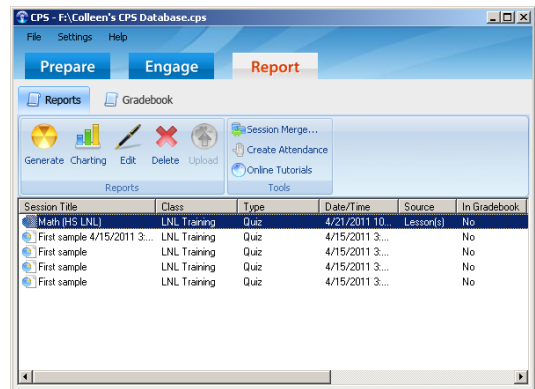 CPS - F:\Colleen's CPS Database.cps
File Settings Help
Prepare Engage Report
Reports Gradebook
Generate Charting Edit Delete Upload
Session Merge...
Create Attendance
Online Tutorials
Reports Tools
Session Title Class Type Date/Time Source In Gradebook
Math (HS LNL) LNL Training Quiz 4/21/2011 10... Lesson(s) No
First sample 4/15/2011 3:... LNL Training Quiz 4/15/2011 3:... No
First sample LNL Training Quiz 4/15/2011 3:... No
First sample LNL Training Quiz 4/15/2011 3:... No
First sample LNL Training Quiz 4/15/2011 3:... No